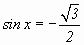 sin x = −√3/2